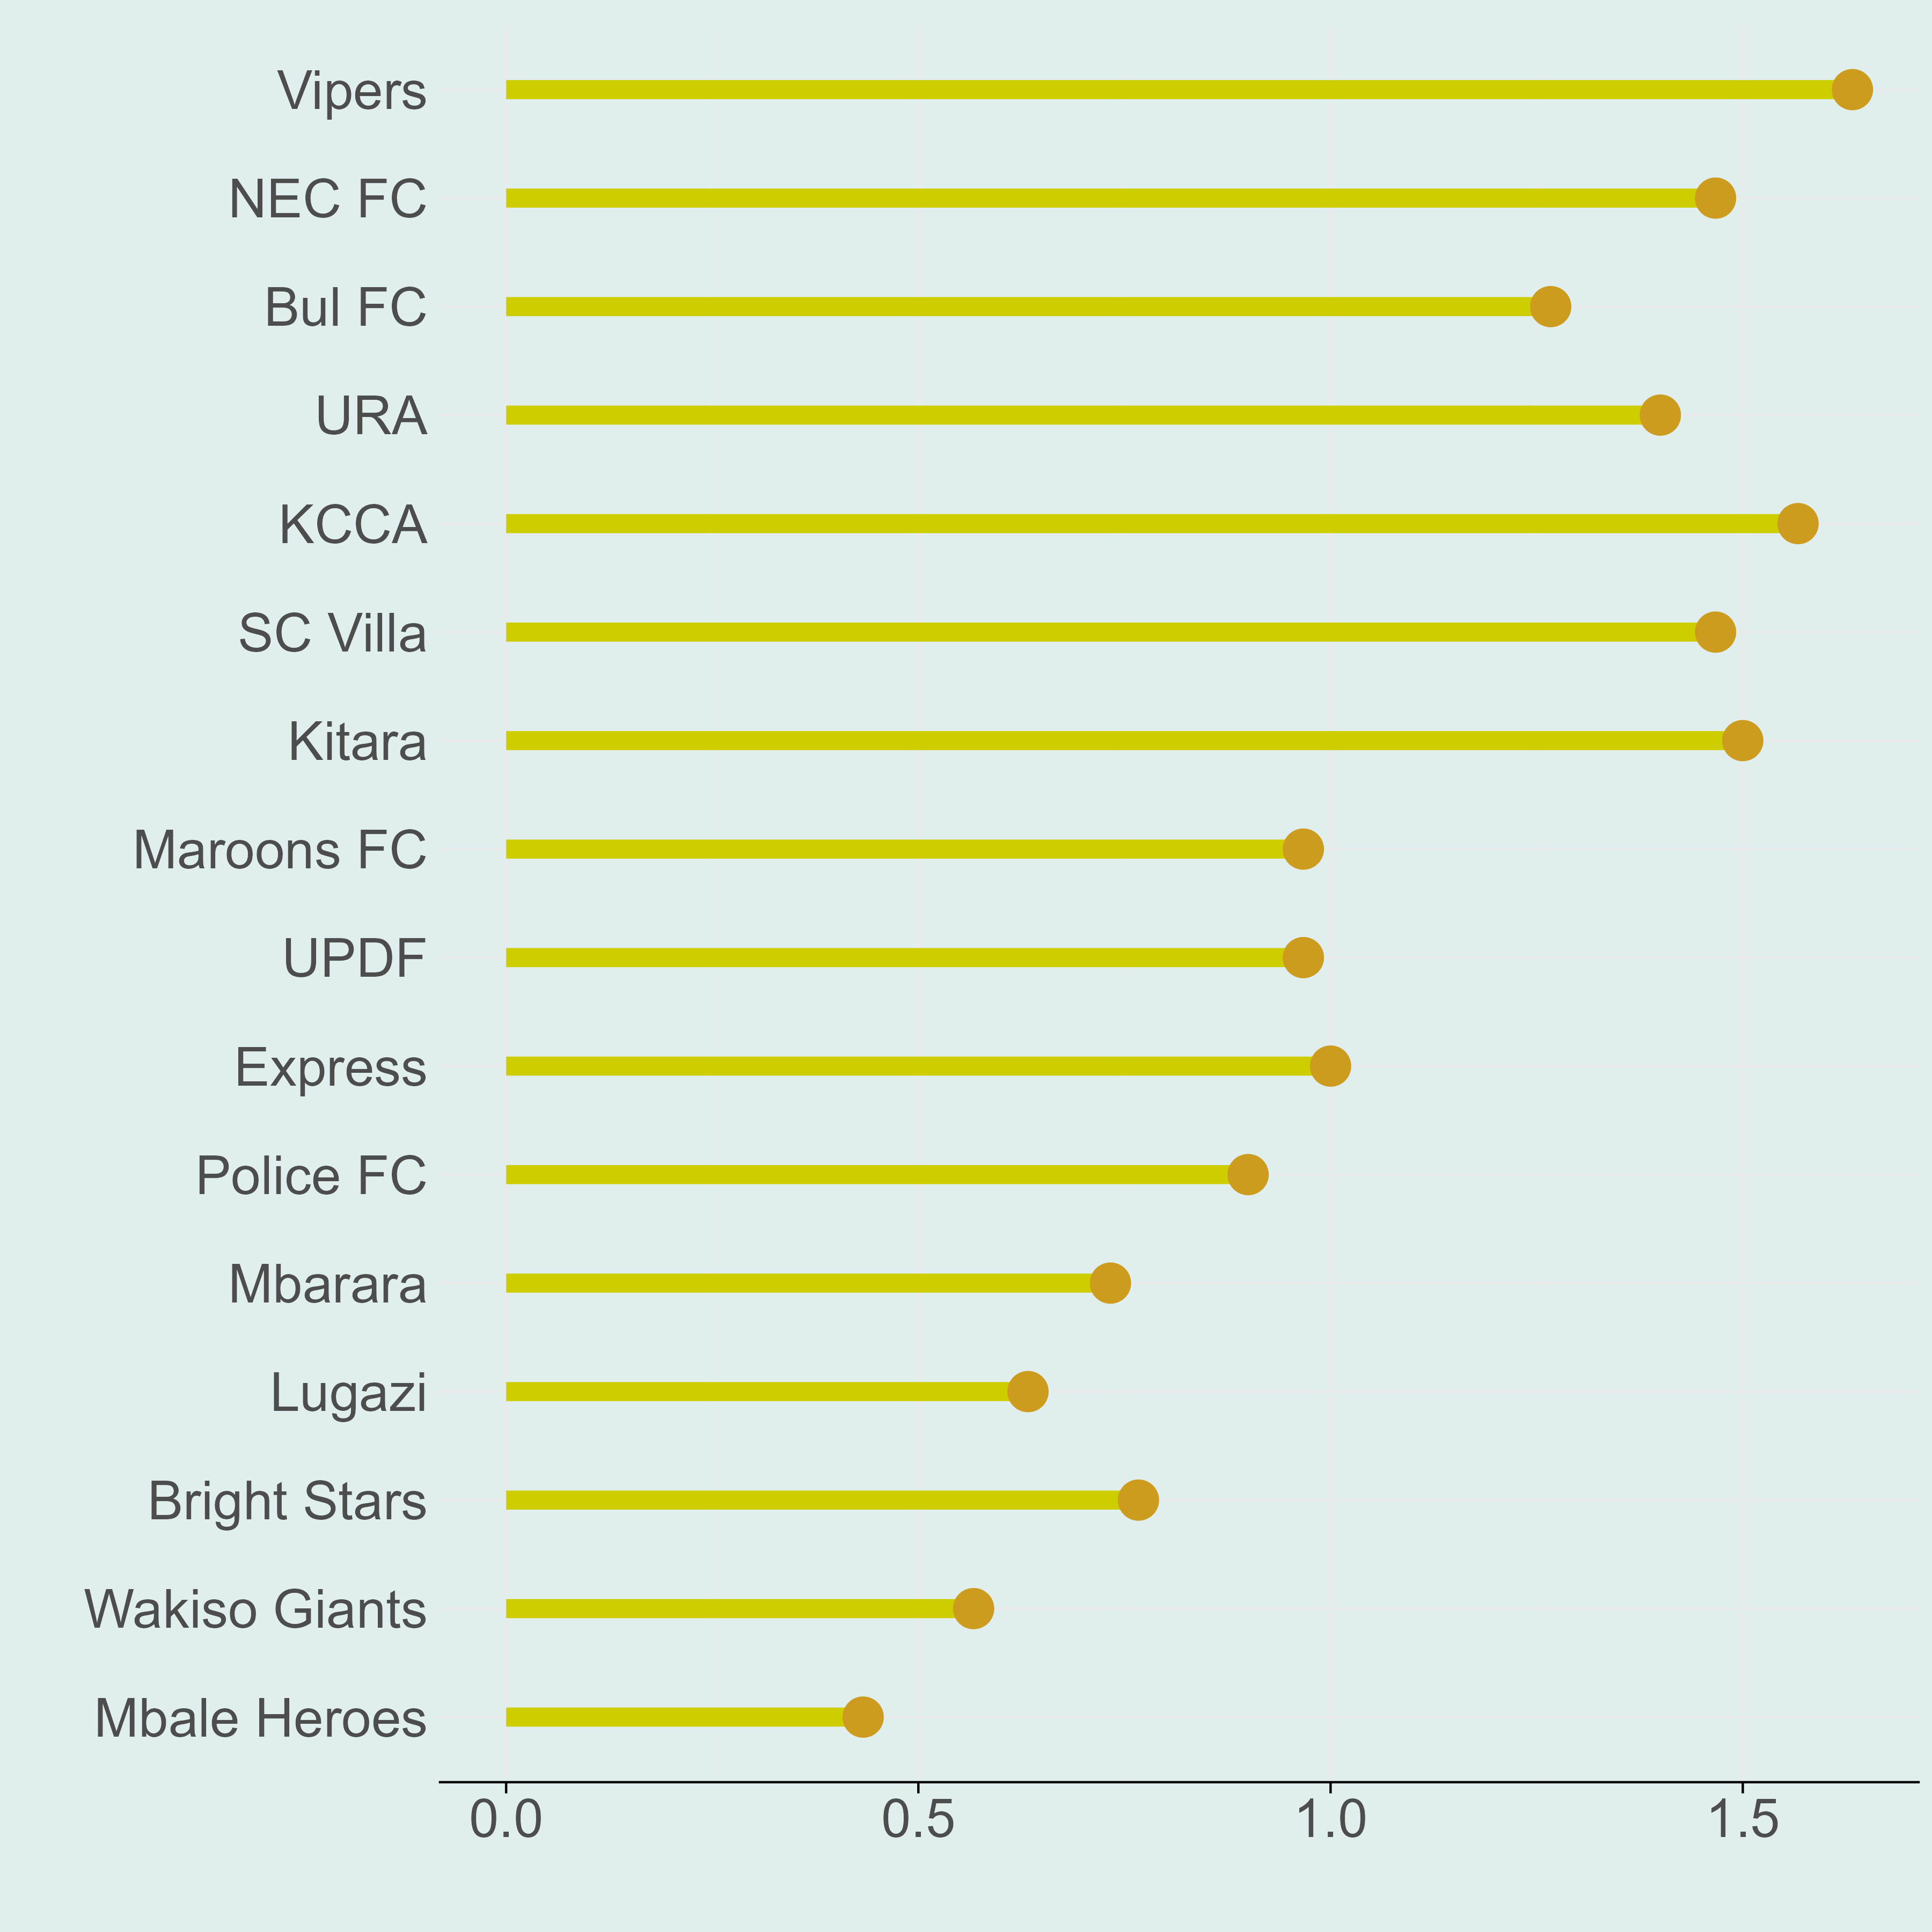 Vipers
NEC FC
Bul FC
URA
KCCA
SC Villa
Kitara
Maroons FC
UPDF
Express
Police FC
Mbarara
Lugazi
Bright Stars
Wakiso Giants
Mbale Heroes
0.0 0.5 1.0 1.5